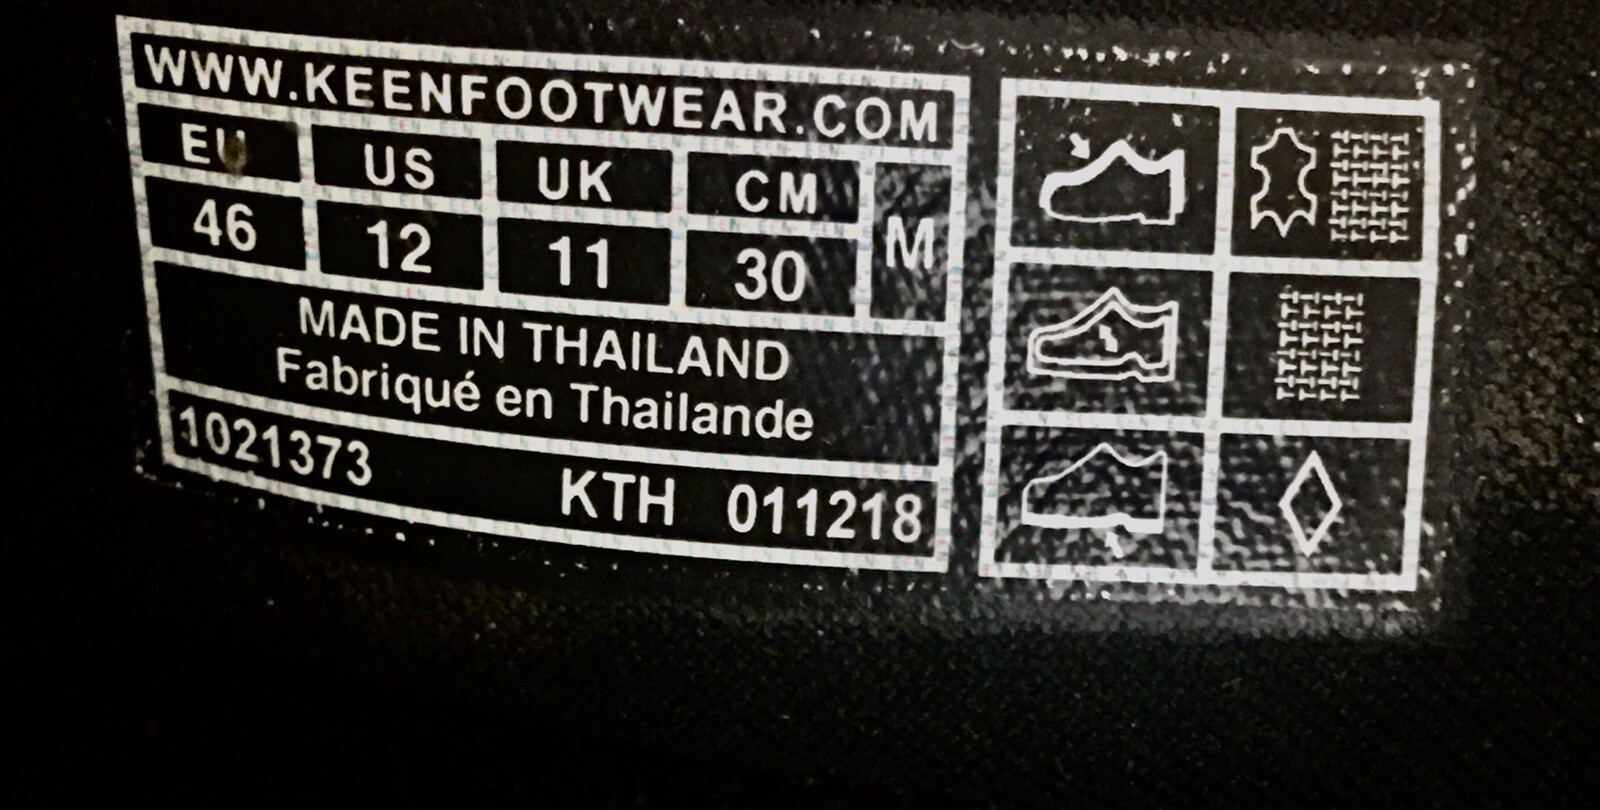 WWW.KEENFOOTWEAR.COM
EU US UK CM M
46 12 11 30
MADE IN THAILAND
Fabriqué en Thailande
1021373 KTH 011218